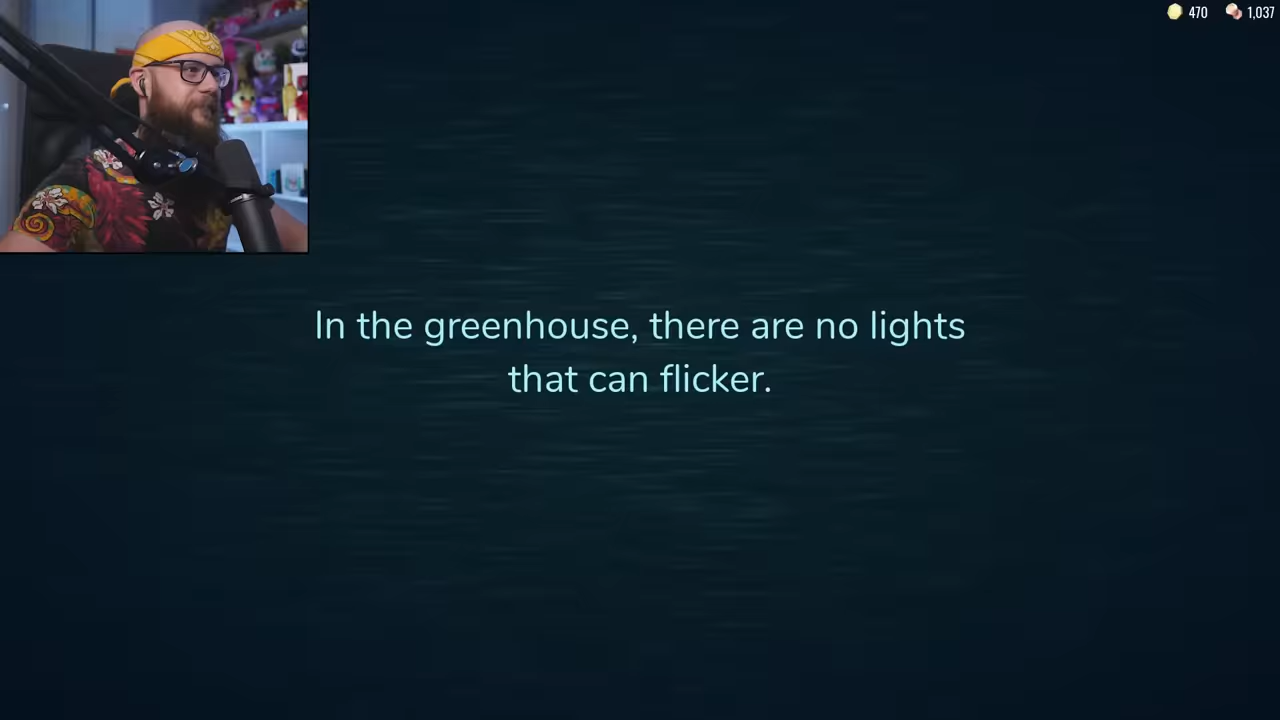 470 1,037
In the greenhouse, there are no lights
that can flicker.